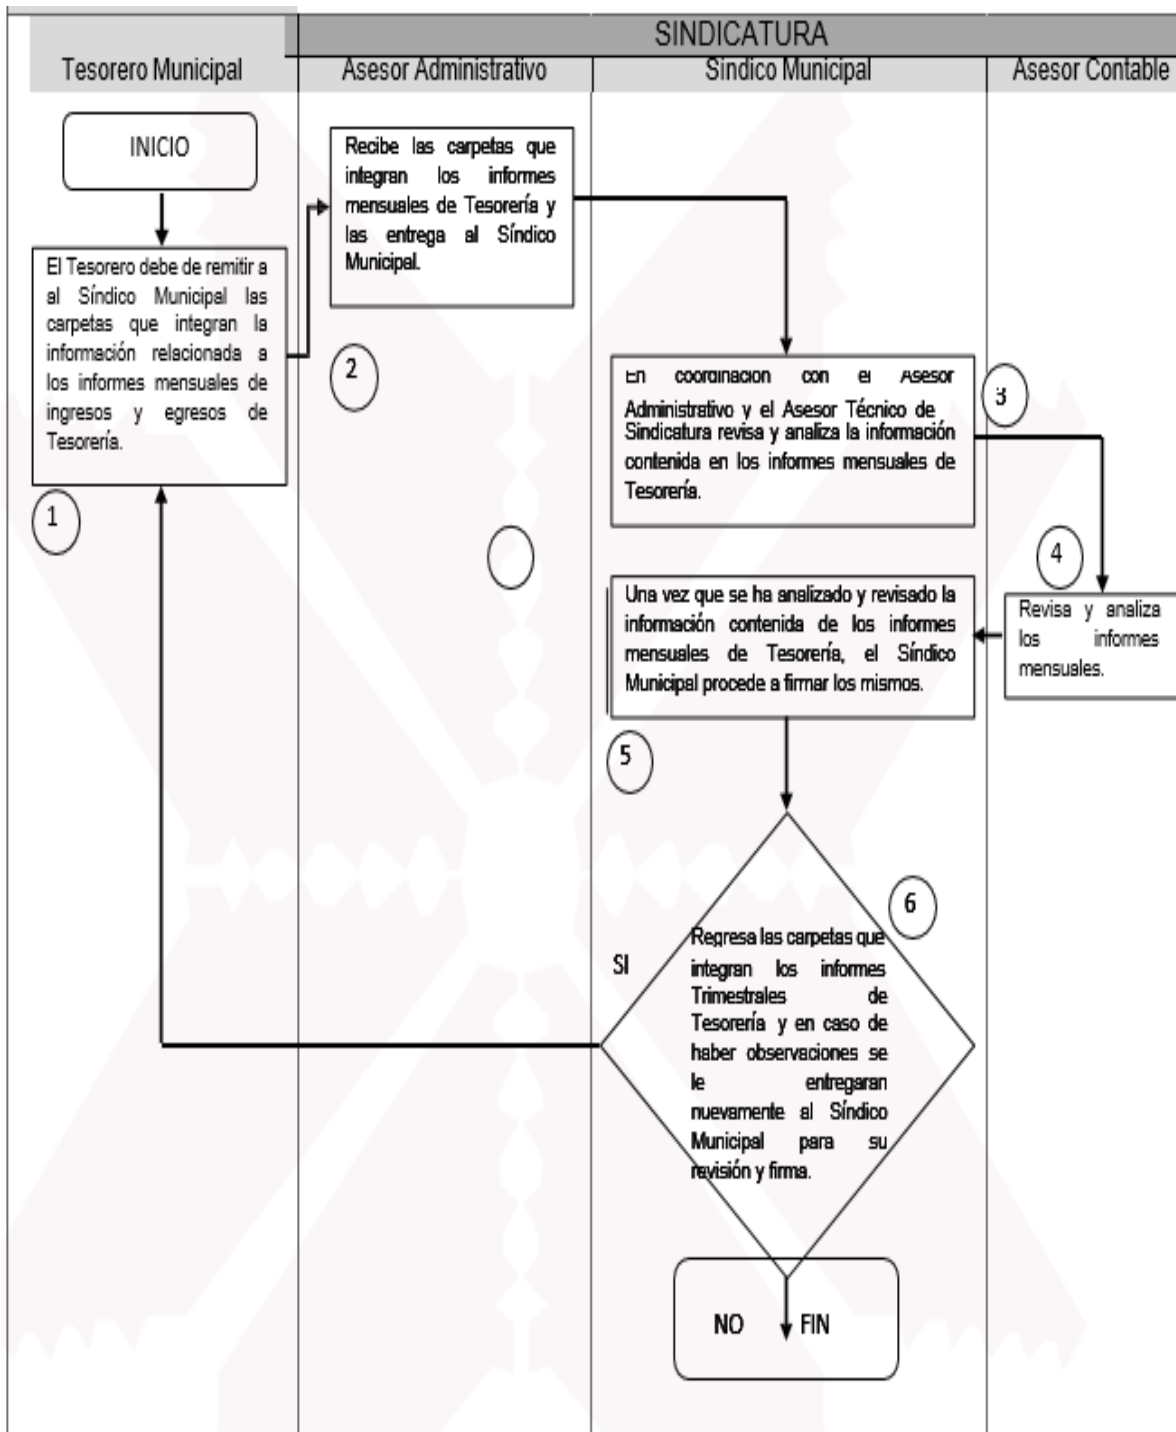 SINDICATURA
Tesorero Municipal
Asesor Administrativo
Sindico Municipal
Asesor Contable
INICIO
El Tesorero debe de remitir a
al Síndico Municipal las
carpetas que integran la
información relacionada a
los informes mensuales de
ingresos y egresos de
Tesorería.
1
Recibe las carpetas que
integran los informes
mensuales de Tesorería y
las entrega al Síndico
Municipal.
2
En coordinación con el Asesor
Administrativo y el Asesor Técnico de
Sindicatura revisa y analiza la información
contenida en los informes mensuales de
Tesorería.
3
4
Revisa y analiza
los informes
mensuales.
Una vez que se ha analizado y revisado la
información contenida de los informes
mensuales de Tesorería, el Síndico
Municipal procede a firmar los mismos.
5
6
SI
Regresa las carpetas que
integran los informes
Trimestrales de
Tesorería y en caso de
haber observaciones se
le entregaran
nuevamente al Síndico
Municipal para su
revisión y firma.
NO FIN